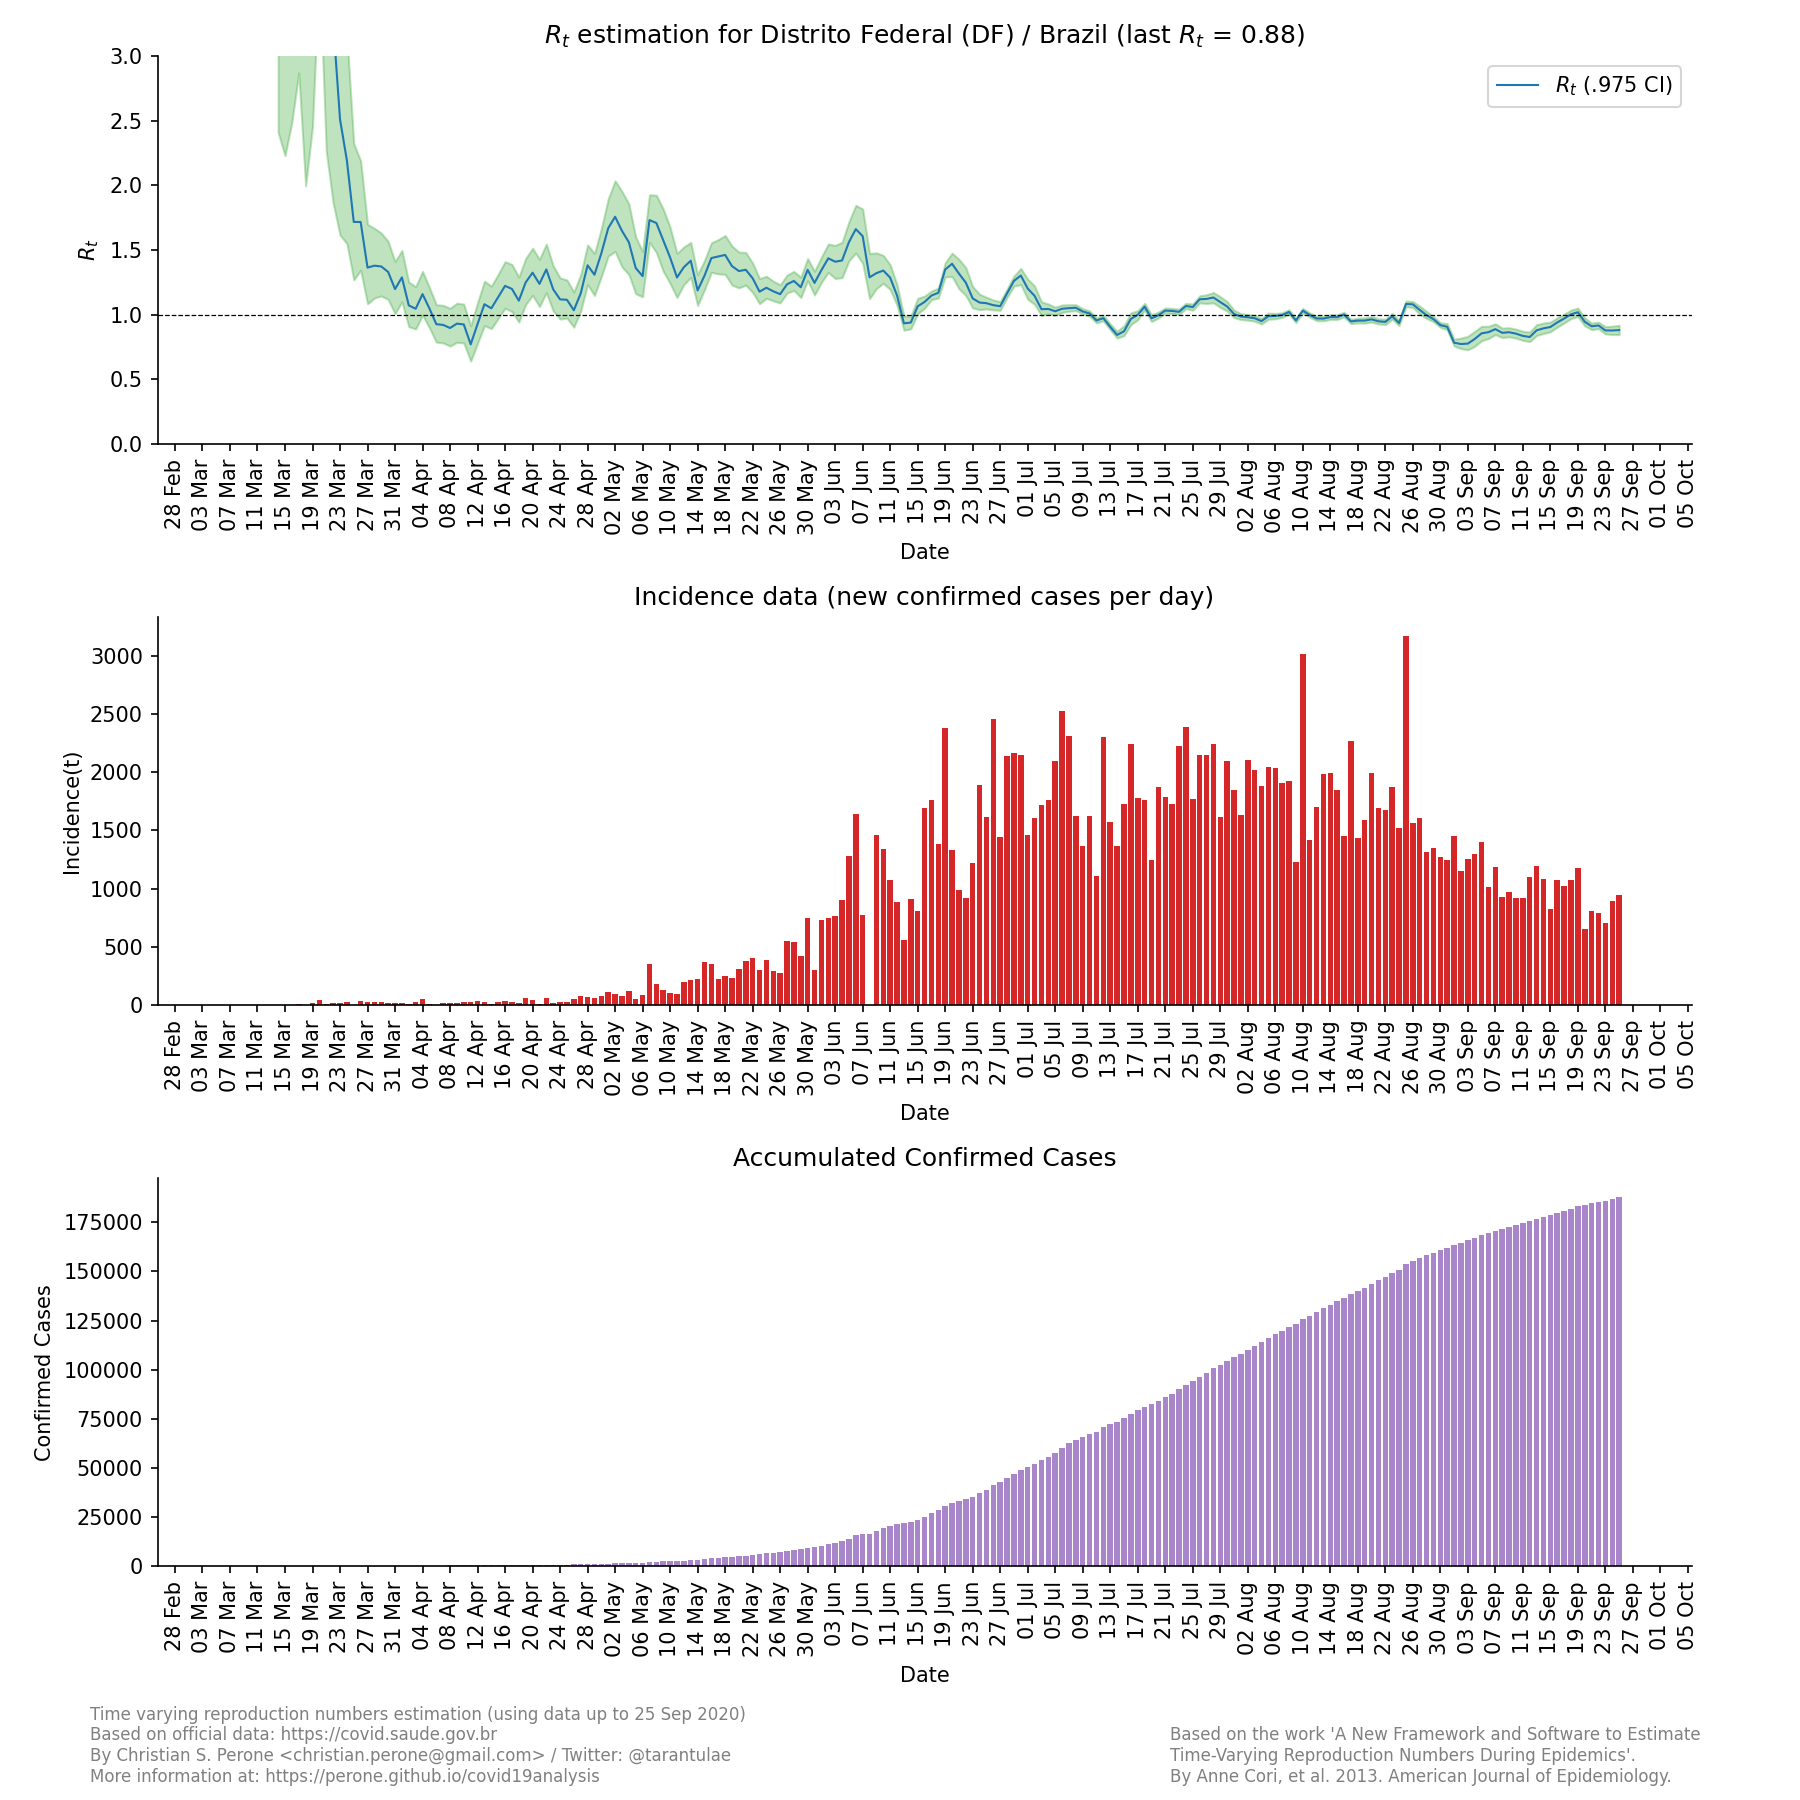 Rt estimation for Distrito Federal (DF) / Brazil (last Rt = 0.88)
Rt (.975 CI)
Rt
3.0
2.5
2.0
1.5
1.0
0.5
0.0
28 Feb 03 Mar 07 Mar 11 Mar 15 Mar 19 Mar 23 Mar 27 Mar 31 Mar 04 Apr 08 Apr 12 Apr 16 Apr 20 Apr 24 Apr 28 Apr 02 May 06 May 10 May 14 May 18 May 22 May 26 May 30 May 03 Jun 07 Jun 11 Jun 15 Jun 19 Jun 23 Jun 27 Jun 01 Jul 05 Jul 09 Jul 13 Jul 17 Jul 21 Jul 25 Jul 29 Jul 02 Aug 06 Aug 10 Aug 14 Aug 18 Aug 22 Aug 26 Aug 30 Aug 03 Sep 07 Sep 11 Sep 15 Sep 19 Sep 23 Sep 27 Sep 01 Oct 05 Oct
Date
Incidence data (new confirmed cases per day)
Incidence(t)
3000
2500
2000
1500
1000
500
0
28 Feb 03 Mar 07 Mar 11 Mar 15 Mar 19 Mar 23 Mar 27 Mar 31 Mar 04 Apr 08 Apr 12 Apr 16 Apr 20 Apr 24 Apr 28 Apr 02 May 06 May 10 May 14 May 18 May 22 May 26 May 30 May 03 Jun 07 Jun 11 Jun 15 Jun 19 Jun 23 Jun 27 Jun 01 Jul 05 Jul 09 Jul 13 Jul 17 Jul 21 Jul 25 Jul 29 Jul 02 Aug 06 Aug 10 Aug 14 Aug 18 Aug 22 Aug 26 Aug 30 Aug 03 Sep 07 Sep 11 Sep 15 Sep 19 Sep 23 Sep 27 Sep 01 Oct 05 Oct
Date
Accumulated Confirmed Cases
Confirmed Cases
175000
150000
125000
100000
75000
50000
25000
0
28 Feb 03 Mar 07 Mar 11 Mar 15 Mar 19 Mar 23 Mar 27 Mar 31 Mar 04 Apr 08 Apr 12 Apr 16 Apr 20 Apr 24 Apr 28 Apr 02 May 06 May 10 May 14 May 18 May 22 May 26 May 30 May 03 Jun 07 Jun 11 Jun 15 Jun 19 Jun 23 Jun 27 Jun 01 Jul 05 Jul 09 Jul 13 Jul 17 Jul 21 Jul 25 Jul 29 Jul 02 Aug 06 Aug 10 Aug 14 Aug 18 Aug 22 Aug 26 Aug 30 Aug 03 Sep 07 Sep 11 Sep 15 Sep 19 Sep 23 Sep 27 Sep 01 Oct 05 Oct
Date
Time varying reproduction numbers estimation (using data up to 25 Sep 2020)
Based on official data: https://covid.saude.gov.br
By Christian S. Perone <christian.perone@gmail.com> / Twitter: @tarantulae
More information at: https://perone.github.io/covid19analysis
Based on the work 'A New Framework and Software to Estimate
Time-Varying Reproduction Numbers During Epidemics'.
By Anne Cori, et al. 2013. American Journal of Epidemiology.